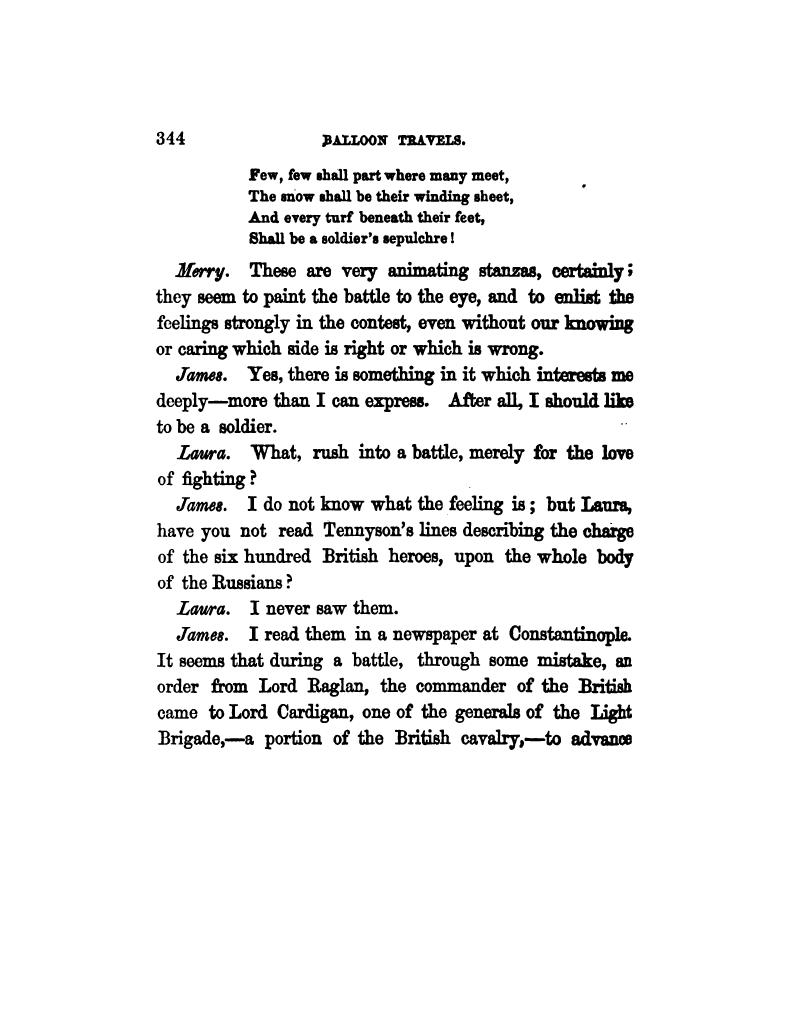 344 BALLOON TRAVELS.
Few, few shall part where many meet,
The snow shall be their winding sheet,
And every turf beneath their feet,
Shall be a soldier's sepulchre!
Merry. These are very animating stanzas, certainly;
they seem to paint the battle to the eye, and to enlist the
feelings strongly in the contest, even without our knowing
or caring which side is right or which is wrong.
James. Yes, there is something in it which interests me
deeply—more than I can express. After all, I should like
to be a soldier.
Laura. What, rush into a battle, merely for the love
of fighting?
James. I do not know what the feeling is; but Laura,
have you not read Tennyson's lines describing the charge
of the six hundred British heroes, upon the whole body
of the Russians?
Laura. I never saw them.
James. I read them in a newspaper at Constantinople.
It seems that during a battle, through some mistake, an
order from Lord Raglan, the commander of the British
came to Lord Cardigan, one of the generals of the Light
Brigade,—a portion of the British cavalry,—to advance